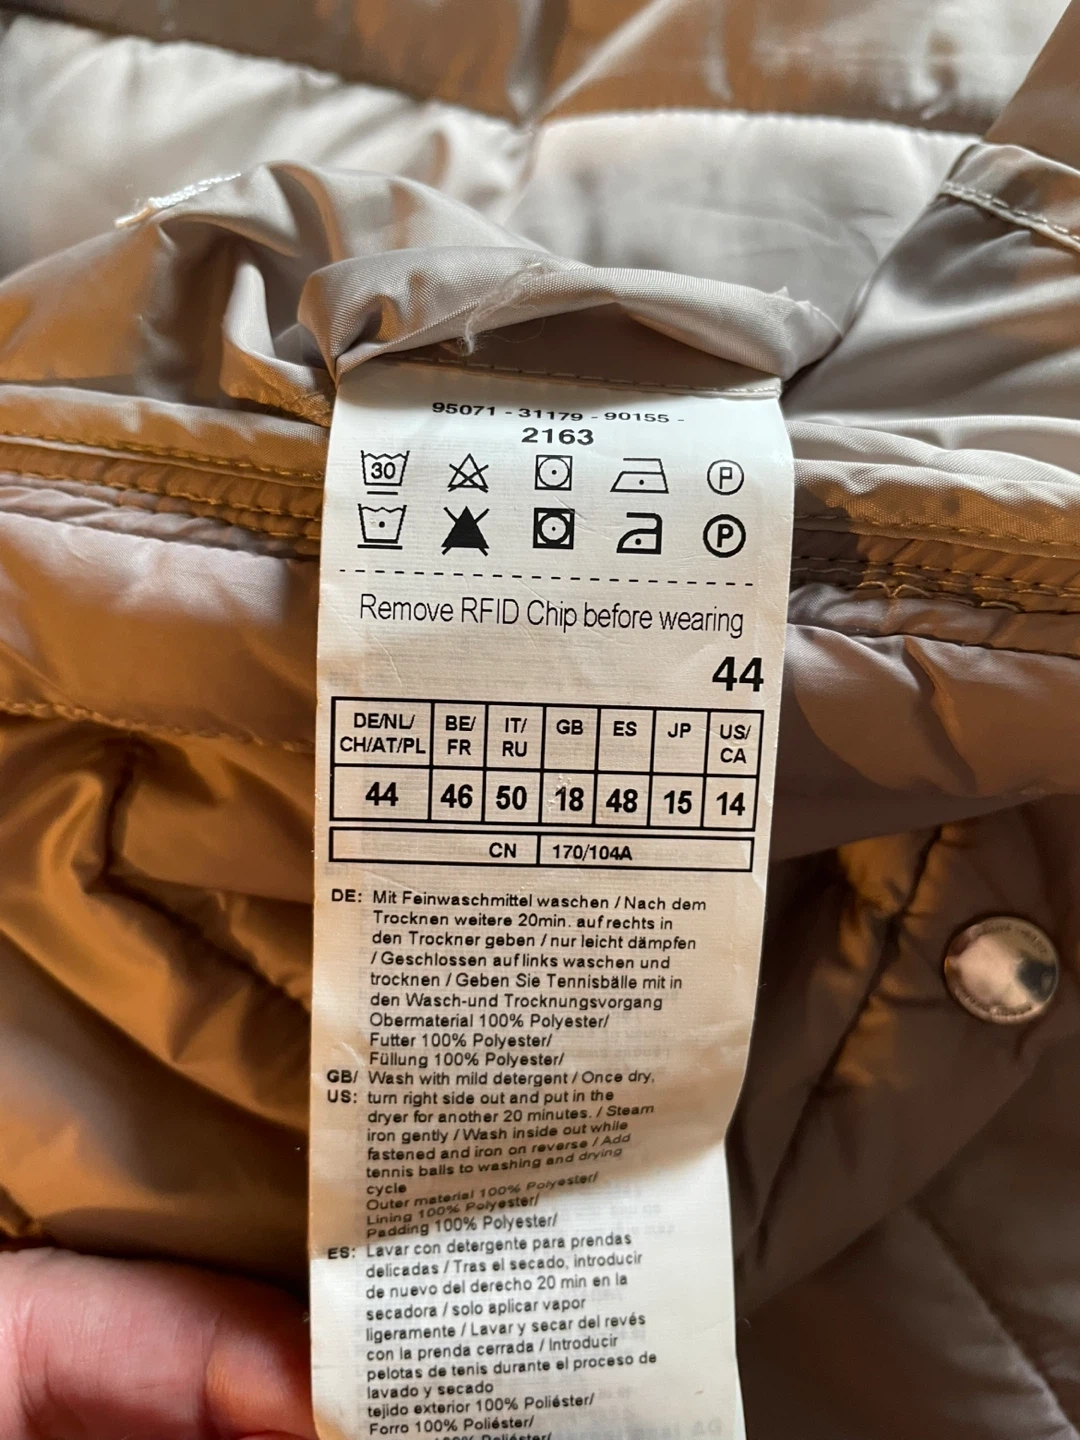 95071 - 31179 - 90155 -
2163
30
P
P
Remove RFID Chip before wearing
44
DE/NL/ CH/AT/PL BE/ FR IT/ RU GB ES JP US/ CA
44 46 50 18 48 15 14
CN 170/104A
DE: Mit Feinwaschmittel waschen / Nach dem
Trocknen weitere 20min. auf rechts in
den Trockner geben / nur leicht dämpfen
/ Geschlossen auf links waschen und
trocknen / Geben Sie Tennisbälle mit in
den Wasch-und Trocknungsvorgang
Obermaterial 100% Polyester/
Futter 100% Polyester/
Füllung 100% Polyester/
GB/ Wash with mild detergent / Once dry,
US: turn right side out and put in the
dryer for another 20 minutes. / Steam
iron gently / Wash inside out while
fastened and iron on reverse / Add
tennis balls to washing and drying
cycle
Outer material 100% Polyester/
Lining 100% Polyester/
Padding 100% Polyester/
ES: Lavar con detergente para prendas
delicadas / Tras el secado, introducir
de nuevo del derecho 20 min en la
secadora / solo aplicar vapor
ligeramente / Lavar y secar del revés
con la prenda cerrada / Introducir
pelotas de tenis durante el proceso de
lavado y secado
tejido exterior 100% Poliéster/
Forro 100% Poliéster/
100% Poliéster/